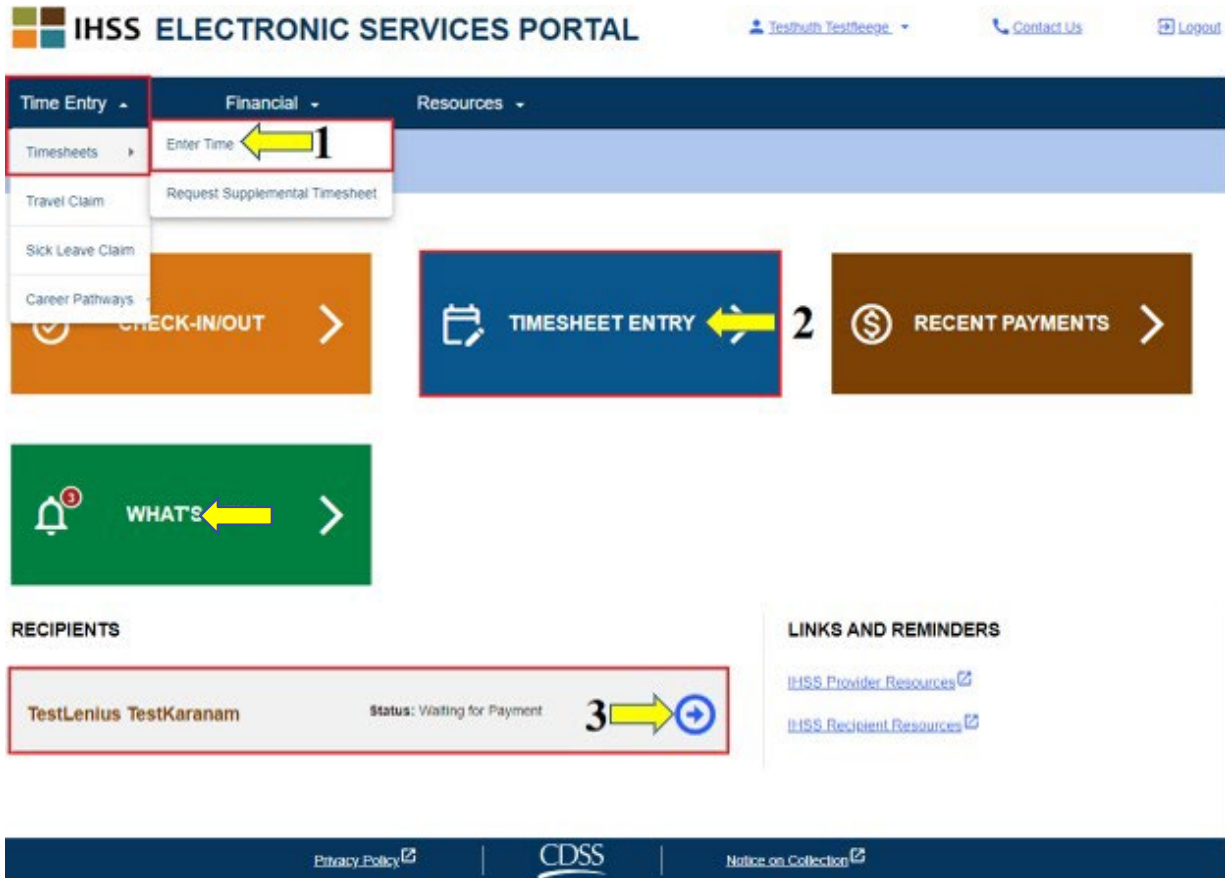 IHSS ELECTRONIC SERVICES PORTAL
Testhuth Testfleege
Contact Us
Logout
Time Entry
Financial
Resources
Timesheets
Enter Time
1
Request Supplemental Timesheet
Travel Claim
Sick Leave Claim
Career Pathways
CHECK-IN/OUT
TIMESHEET ENTRY
2
RECENT PAYMENTS
3
WHAT'S
RECIPIENTS
LINKS AND REMINDERS
TestLenius TestKaranam
Status: Waiting for Payment
3
IHSS Provider Resources
IHSS Recipient Resources
Privacy Policy
CDSS
Notice on Collection